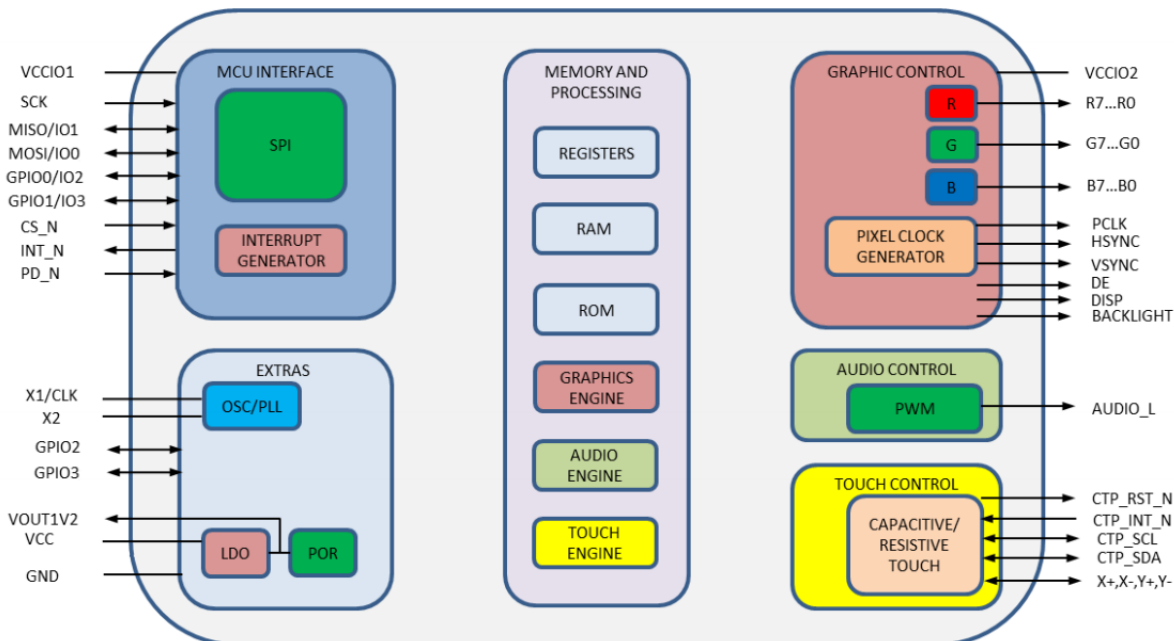 VCCIO1
SCK
MISO/IO1
MOSI/IO0
GPIO0/IO2
GPIO1/IO3
CS_N
INT_N
PD_N
MCU INTERFACE
SPI
INTERRUPT
GENERATOR
X1/CLK
X2
GPIO2
GPIO3
VOUT1V2
VCC
GND
EXTRAS
OSC/PLL
LDO
POR
MEMORY AND
PROCESSING
REGISTERS
RAM
ROM
GRAPHICS
ENGINE
AUDIO
ENGINE
TOUCH
ENGINE
GRAPHIC CONTROL
R
G
B
PIXEL CLOCK
GENERATOR
VCCIO2
R7...R0
G7...G0
B7...B0
PCLK
HSYNC
VSYNC
DE
DISP
BACKLIGHT
AUDIO CONTROL
PWM
AUDIO_L
TOUCH CONTROL
CAPACITIVE/
RESISTIVE
TOUCH
CTP_RST_N
CTP_INT_N
CTP_SCL
CTP_SDA
X+,X-,Y+,Y-